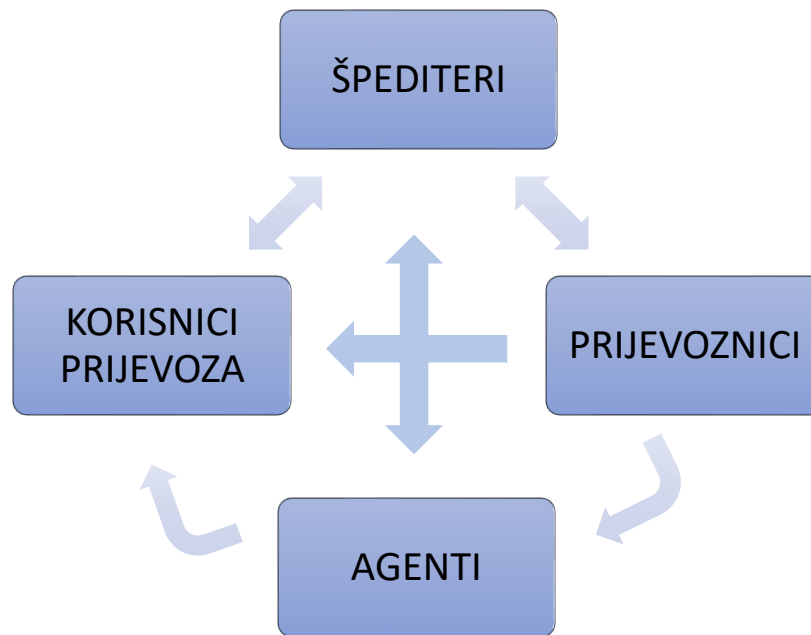 ŠPEDITERI
KORISNICI
PRIJEVOZA
PRIJEVOZNICI
AGENTI